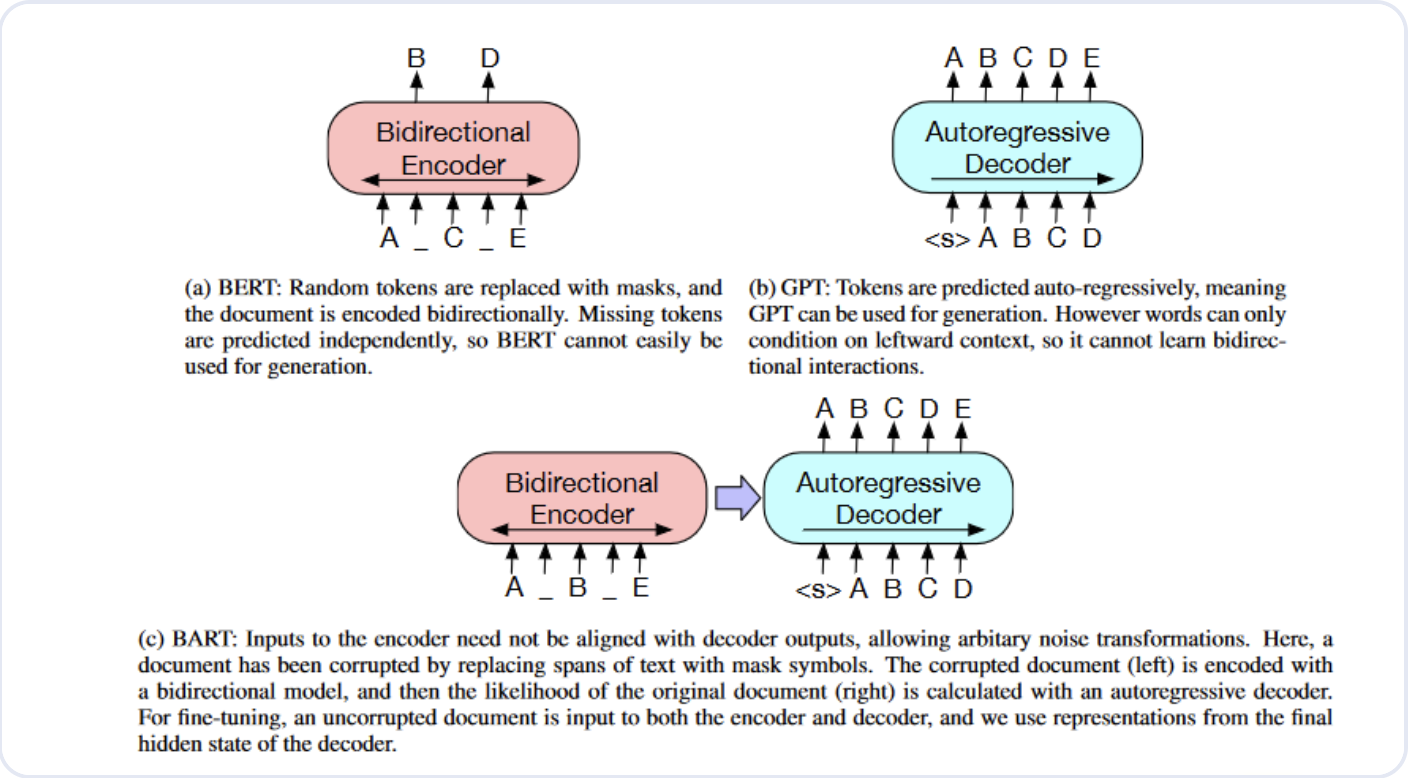 B D
Bidirectional
Encoder
A _ C _ E
A B C D E
Autoregressive
Decoder
<s> A B C D
(a) BERT: Random tokens are replaced with masks, and
the document is encoded bidirectionally. Missing tokens
are predicted independently, so BERT cannot easily be
used for generation.
(b) GPT: Tokens are predicted auto-regressively, meaning
GPT can be used for generation. However words can only
condition on leftward context, so it cannot learn bidirec-
tional interactions.
Bidirectional
Encoder
A _ B _ E
A B C D E
Autoregressive
Decoder
<s> A B C D
(c) BART: Inputs to the encoder need not be aligned with decoder outputs, allowing arbitary noise transformations. Here, a
document has been corrupted by replacing spans of text with mask symbols. The corrupted document (left) is encoded with
a bidirectional model, and then the likelihood of the original document (right) is calculated with an autoregressive decoder.
For fine-tuning, an uncorrupted document is input to both the encoder and decoder, and we use representations from the final
hidden state of the decoder.